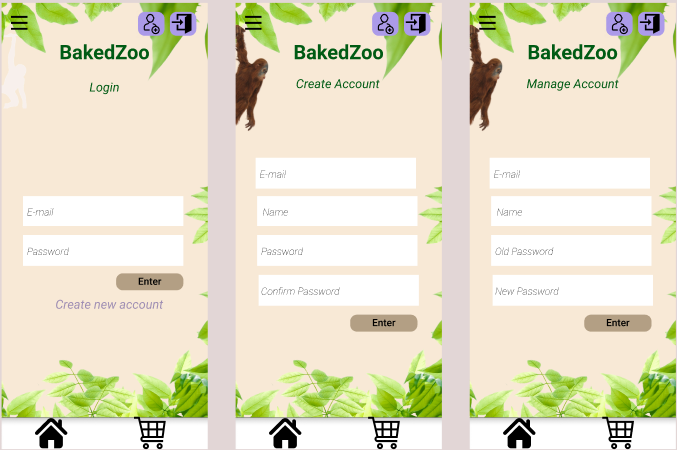 BakedZoo
Login
E-mail
Password
Enter
Create new account
BakedZoo
Create Account
E-mail
Name
Password
Confirm Password
Enter
BakedZoo
Manage Account
E-mail
Name
Old Password
New Password
Enter